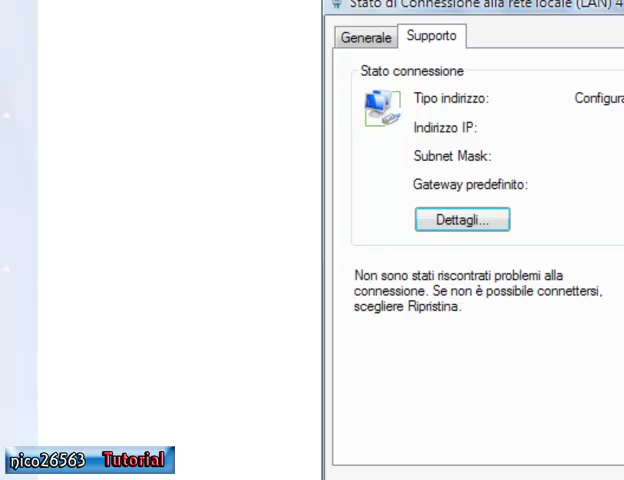 Stato di Connessione alla rete locale (LAN) 4
Generale
Supporto
Stato connessione
Tipo indirizzo:
Configura
Indirizzo IP:
Subnet Mask:
Gateway predefinito:
Dettagli...
Non sono stati riscontrati problemi alla
connessione. Se non è possibile connettersi,
scegliere Ripristina.
nico26563 Tutorial